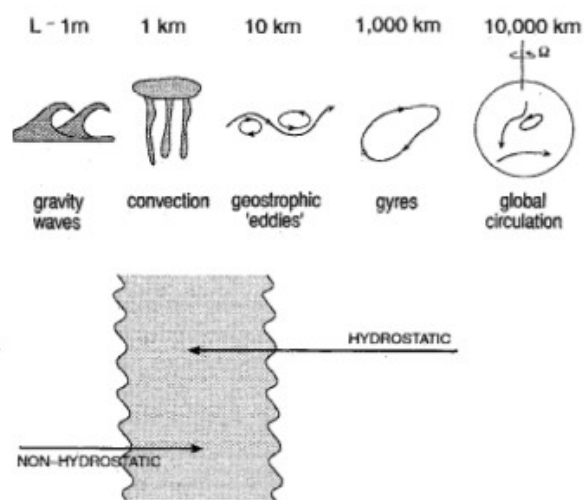 L - 1m 1 km 10 km 1,000 km 10,000 km
Ω
gravity convection geostrophic gyres global
waves 'eddies' circulation
HYDROSTATIC
NON-HYDROSTATIC